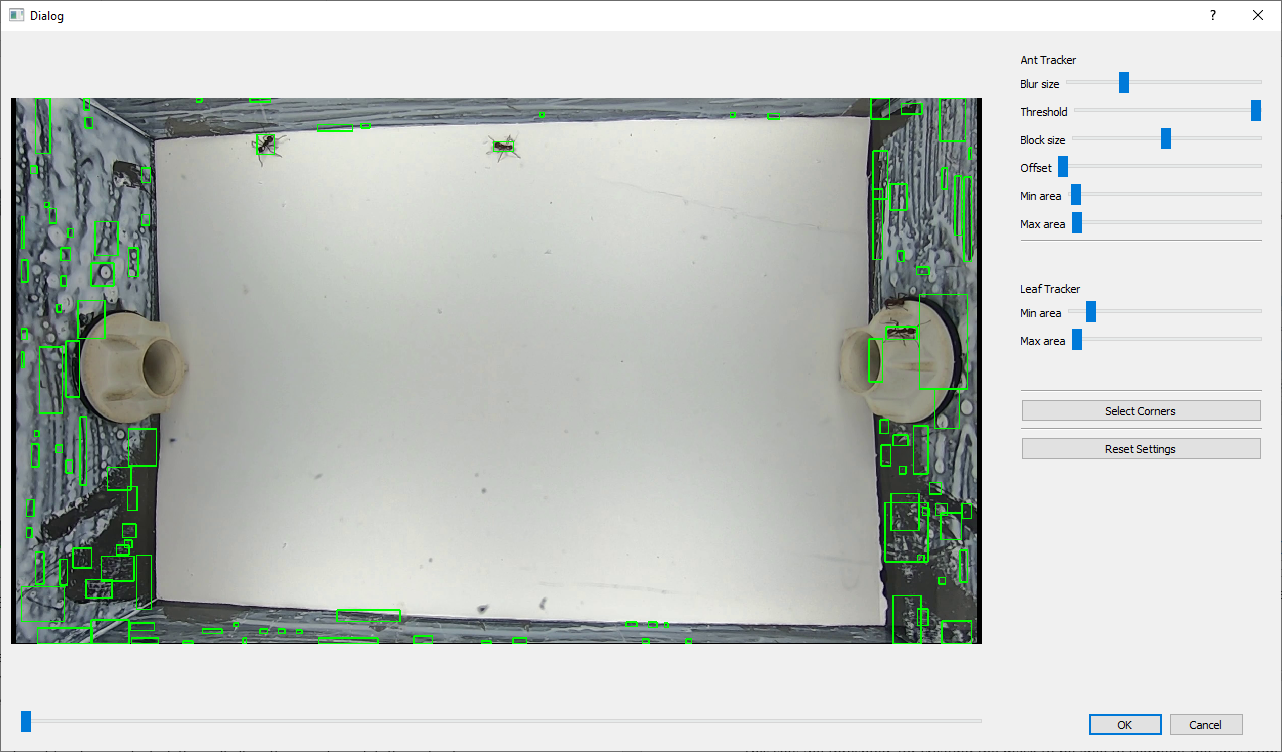 Dialog
?
Ant Tracker
Blur size
Threshold
Block size
Offset
Min area
Max area
Leaf Tracker
Min area
Max area
Select Corners
Reset Settings
OK
Cancel